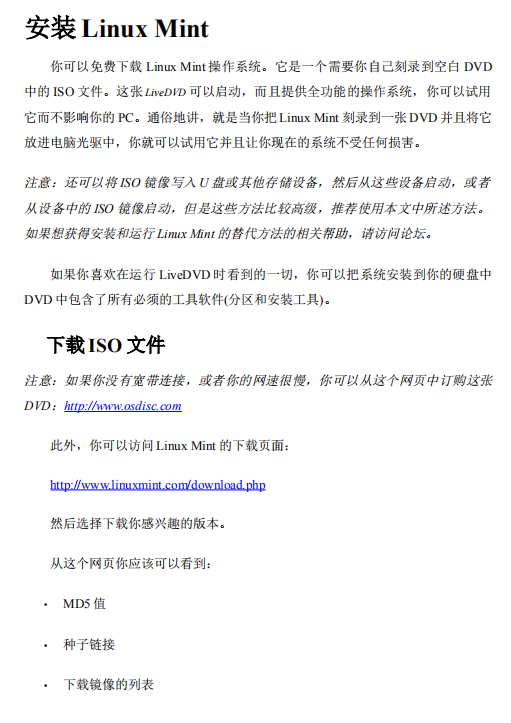 安装 Linux Mint
你可以免费下载 Linux Mint 操作系统。它是一个需要你自己刻录到空白 DVD
中的 ISO 文件。这张 LiveDVD 可以启动，而且提供全功能的操作系统，你可以试用
它而不影响你的 PC。通俗地讲，就是当你把 Linux Mint 刻录到一张 DVD 并且将它
放进电脑光驱中，你就可以试用它并且让你现在的系统不受任何损害。
注意：还可以将 ISO 镜像写入 U 盘或其他存储设备，然后从这些设备启动，或者
从设备中的 ISO 镜像启动，但是这些方法比较高级，推荐使用本文中所述方法。
如果想获得安装和运行 Linux Mint 的替代方法的相关帮助，请访问论坛。
如果你喜欢在运行 LiveDVD 时看到的一切，你可以把系统安装到你的硬盘中
DVD 中包含了所有必须的工具软件(分区和安装工具)。
下载 ISO 文件
注意：如果你没有宽带连接，或者你的网速很慢，你可以从这个网页中订购这张
DVD：http://www.osdisc.com
此外，你可以访问 Linux Mint 的下载页面：
http://www.linuxmint.com/download.php
然后选择下载你感兴趣的版本。
从这个网页你应该可以看到：
• MD5 值
• 种子链接
• 下载镜像的列表